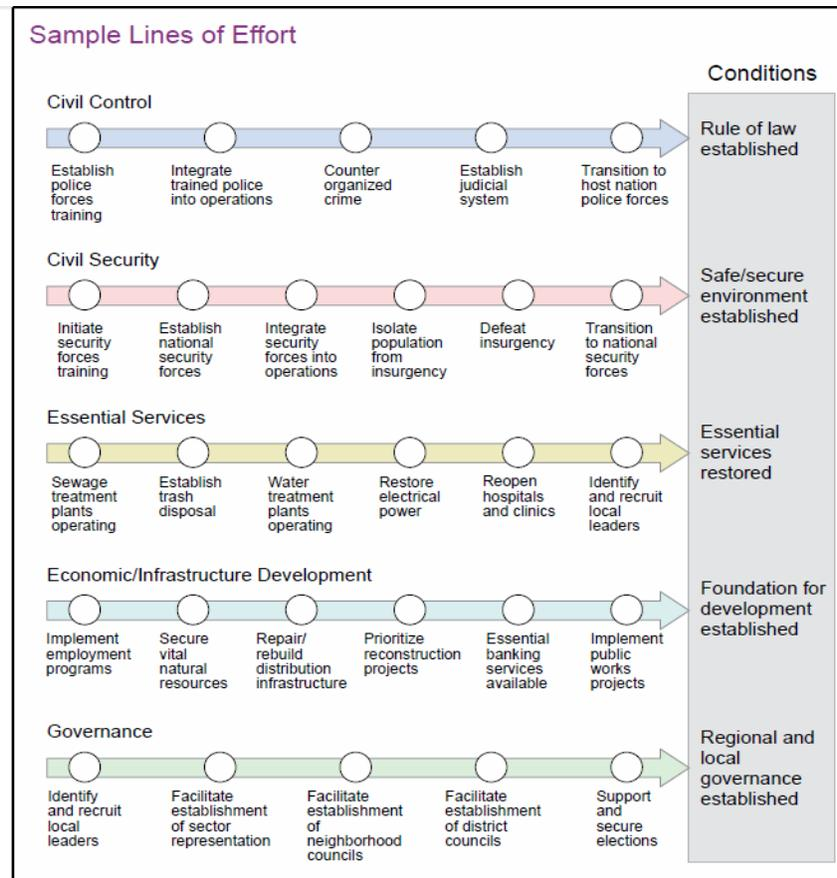 Sample Lines of Effort
Conditions
Civil Control
Establish
police
forces
training
Integrate
trained police
into operations
Counter
organized
crime
Establish
judicial
system
Transition to
host nation
police forces
Rule of law
established
Civil Security
Initiate
security
forces
training
Establish
national
security
forces
Integrate
security
forces into
operations
Isolate
population
from
insurgency
Defeat
insurgency
Transition
to national
security
forces
Safe/secure
environment
established
Essential Services
Sewage
treatment
plants
operating
Establish
trash
disposal
Water
treatment
plants
operating
Restore
electrical
power
Reopen
hospitals
and clinics
Identify
and recruit
local
leaders
Essential
services
restored
Economic/Infrastructure Development
Implement
employment
programs
Secure
vital
natural
resources
Repair/
rebuild
distribution
infrastructure
Prioritize
reconstruction
projects
Essential
banking
services
available
Implement
public
works
projects
Foundation for
development
established
Governance
Identify
and recruit
local
leaders
Facilitate
establishment
of sector
representation
Facilitate
establishment
of
neighborhood
councils
Facilitate
establishment
of district
councils
Support
and
secure
elections
Regional and
local
governance
established